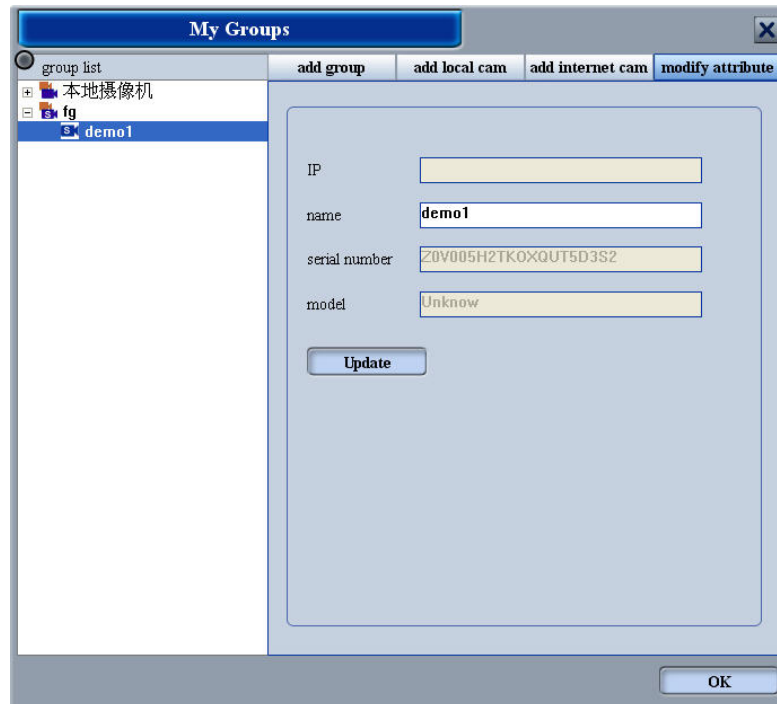 My Groups
group list
add group
add local cam
add internet cam
modify attribute
本地摄像机
fg
demo1
IP
name
demo1
serial number
Z0V005H2TKOXQUT5D3S2
model
Unknow
Update
OK